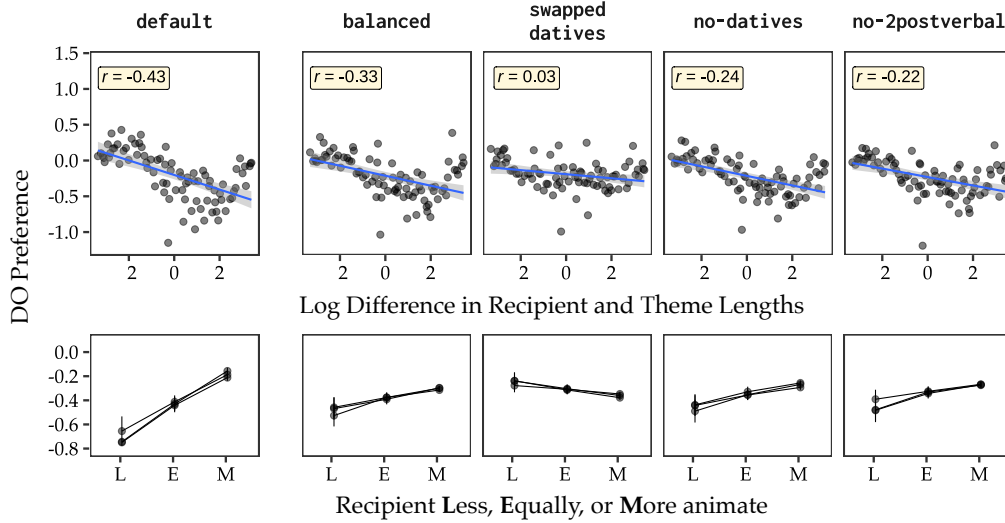 default balanced swapped datives no-datives no-2postverbal
1.5
1.0
0.5
0.0
-0.5
-1.0
r = -0.43 r = -0.33 r = 0.03 r = -0.24 r = -0.22
2 0 2 2 0 2 2 0 2 2 0 2 2 0 2
DO Preference
Log Difference in Recipient and Theme Lengths
0.0
-0.2
-0.4
-0.6
-0.8
L E M L E M L E M L E M L E M
Recipient Less, Equally, or More animate